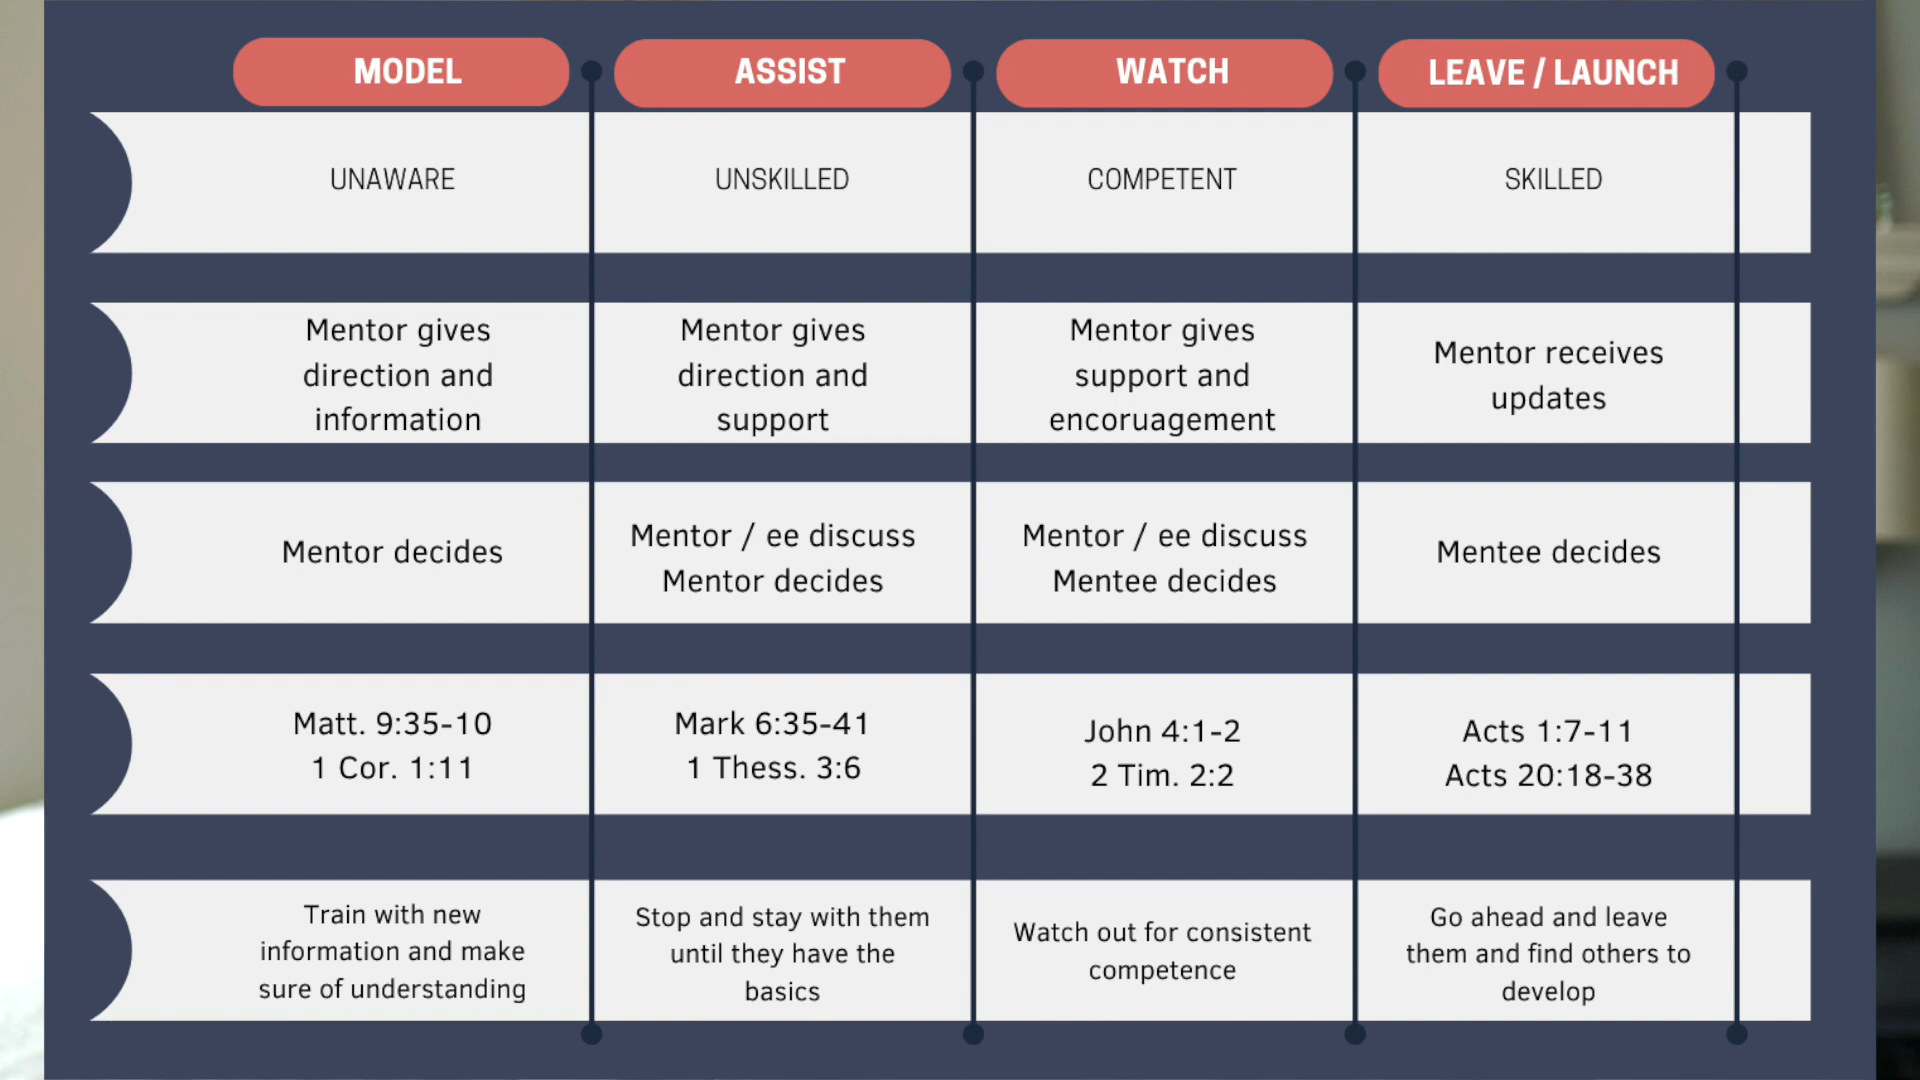 MODEL
ASSIST
WATCH
LEAVE / LAUNCH
UNAWARE
UNSKILLED
COMPETENT
SKILLED
Mentor gives
direction and
information
Mentor gives
direction and
support
Mentor gives
support and
encoruagement
Mentor receives
updates
Mentor decides
Mentor / ee discuss
Mentor decides
Mentor / ee discuss
Mentee decides
Mentee decides
Matt. 9:35-10
1 Cor. 1:11
Mark 6:35-41
1 Thess. 3:6
John 4:1-2
2 Tim. 2:2
Acts 1:7-11
Acts 20:18-38
Train with new
information and make
sure of understanding
Stop and stay with them
until they have the
basics
Watch out for consistent
competence
Go ahead and leave
them and find others to
develop